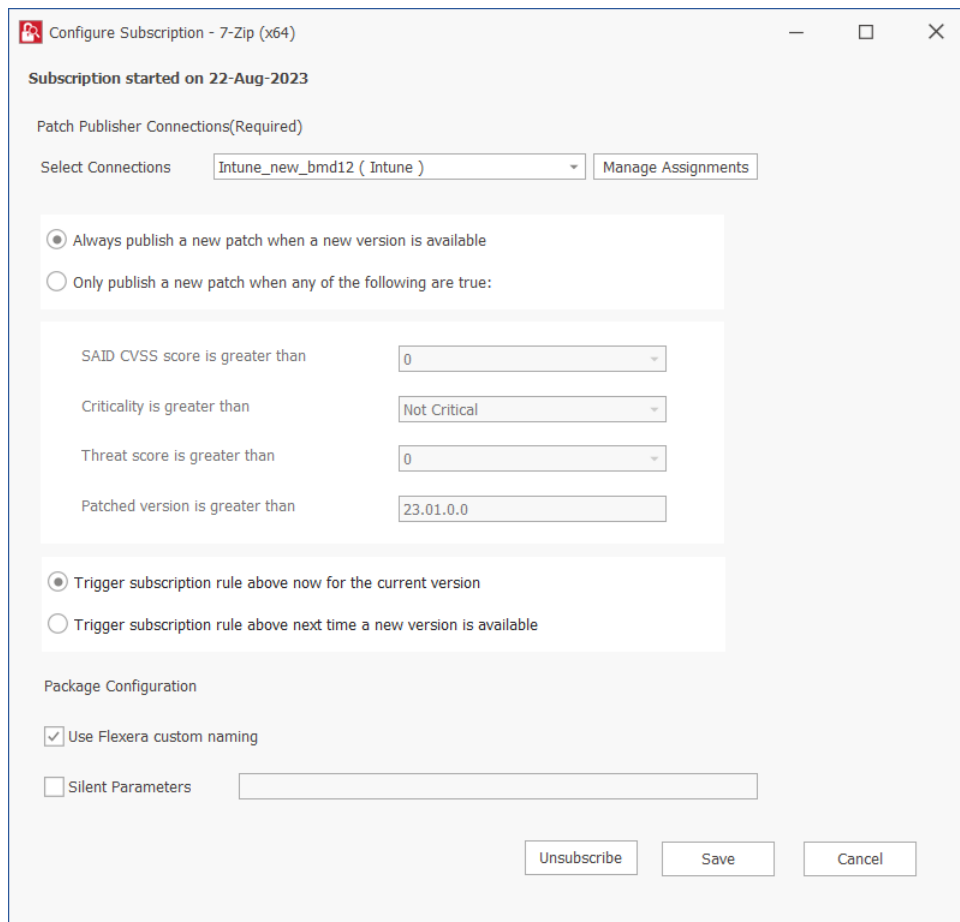 Configure Subscription - 7-Zip (x64)
Subscription started on 22-Aug-2023
Patch Publisher Connections(Required)
Select Connections Intune_new_bmd12 ( Intune ) Manage Assignments
Always publish a new patch when a new version is available
Only publish a new patch when any of the following are true:
SAID CVSS score is greater than 0
Criticality is greater than Not Critical
Threat score is greater than 0
Patched version is greater than 23.01.0.0
Trigger subscription rule above now for the current version
Trigger subscription rule above next time a new version is available
Package Configuration
Use Flexera custom naming
Silent Parameters
Unsubscribe Save Cancel